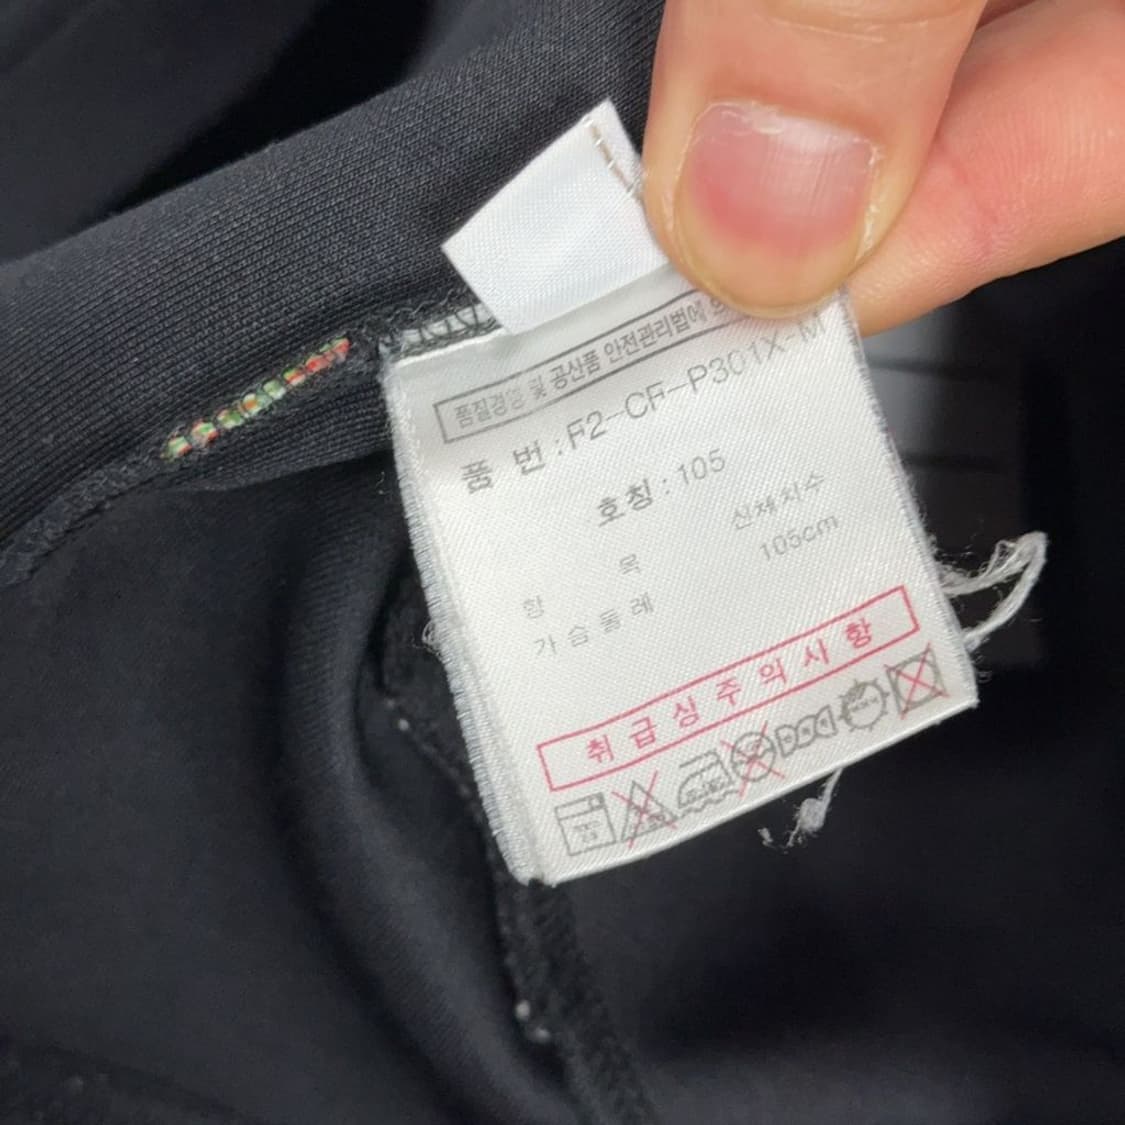 품질경영 및 공산품 안전관리법에
품 번 : F2-CF-P301X-M
호칭 : 105
항 목 신체치수
가슴둘레 105cm
취급상주의사항